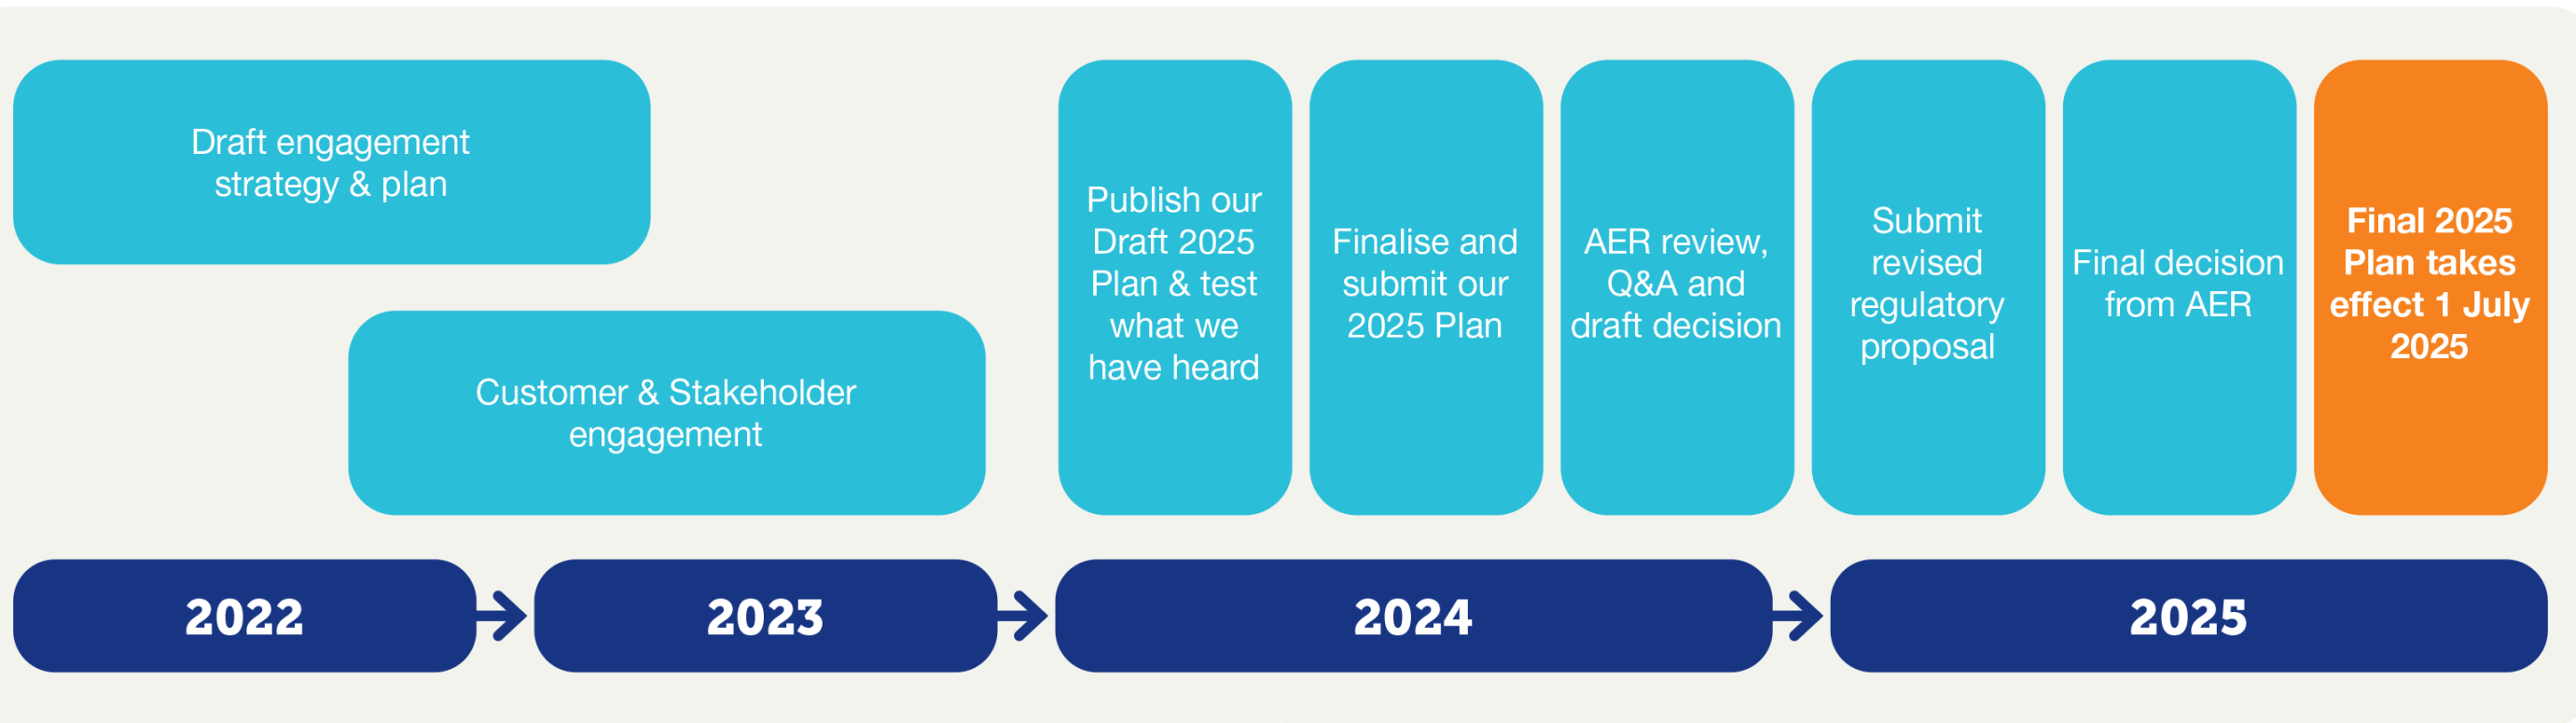 Draft engagement
strategy & plan
Customer & Stakeholder
engagement
Publish our
Draft 2025
Plan & test
what we
have heard
Finalise and
submit our
2025 Plan
AER review,
Q&A and
draft decision
Submit
revised
regulatory
proposal
Final decision
from AER
Final 2025
Plan takes
effect 1 July
2025
2022
2023
2024
2025